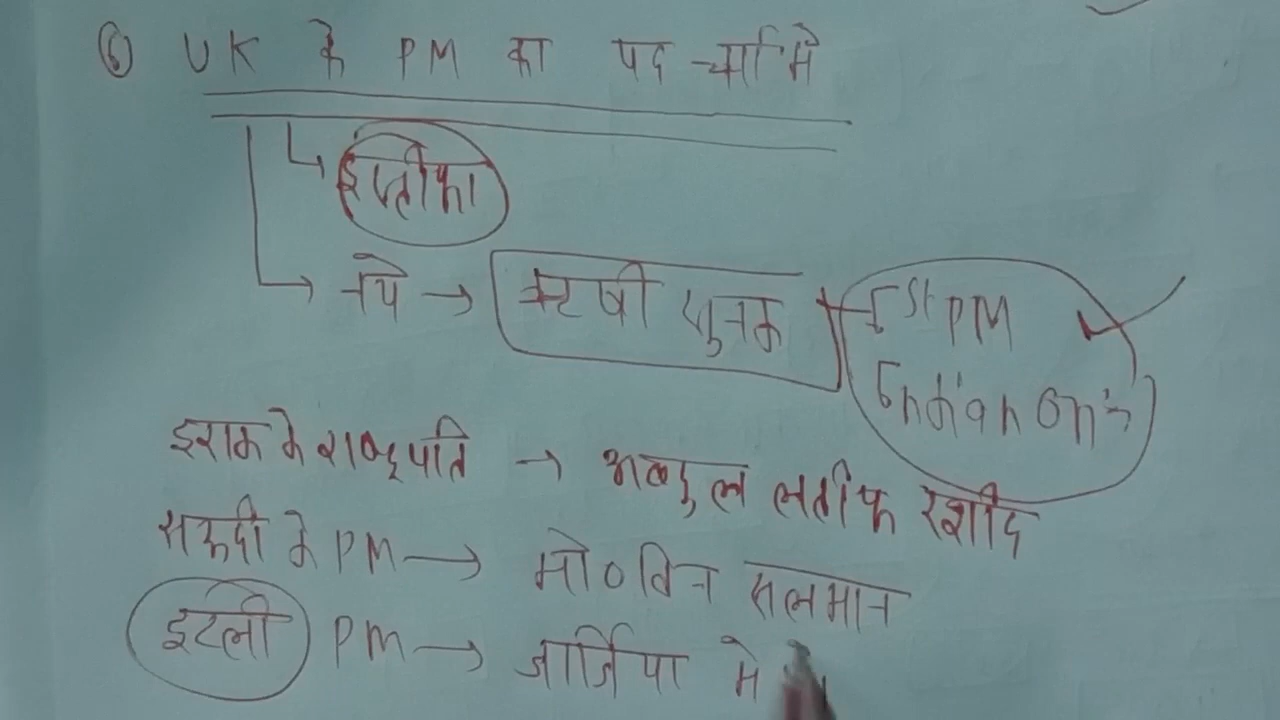 ⑥ UK के PM का पद चर्चा में
इस्तीफा
नये → ऋषी सुनक
1st PM
Indian Ori
इराक के राष्ट्रपति → अब्दुल लतीफ रशीद
सऊदी के PM → मो० बिन सलमान
इटली PM → जार्जिया मे